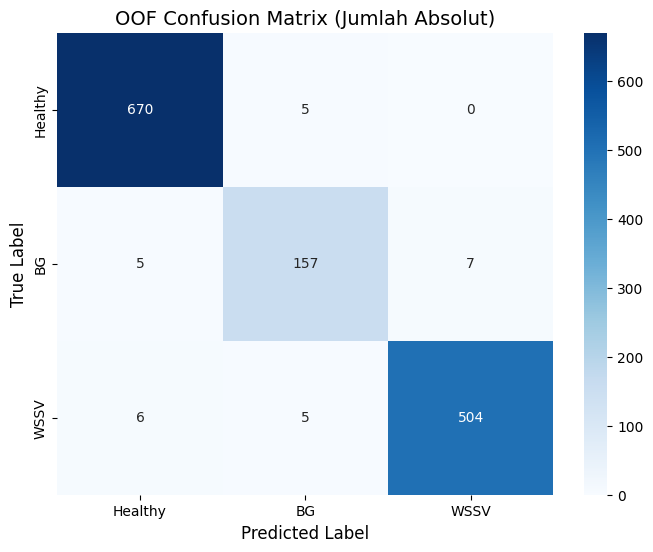 OOF Confusion Matrix (Jumlah Absolut)
True Label
Healthy
670 5 0
BG
5 157 7
WSSV
6 5 504
Healthy BG WSSV
Predicted Label
600
500
400
300
200
100
0